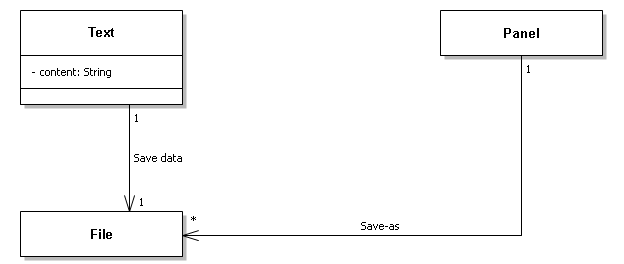 Text
Panel
- content: String
1
1
Save data
1
*
Save-as
File